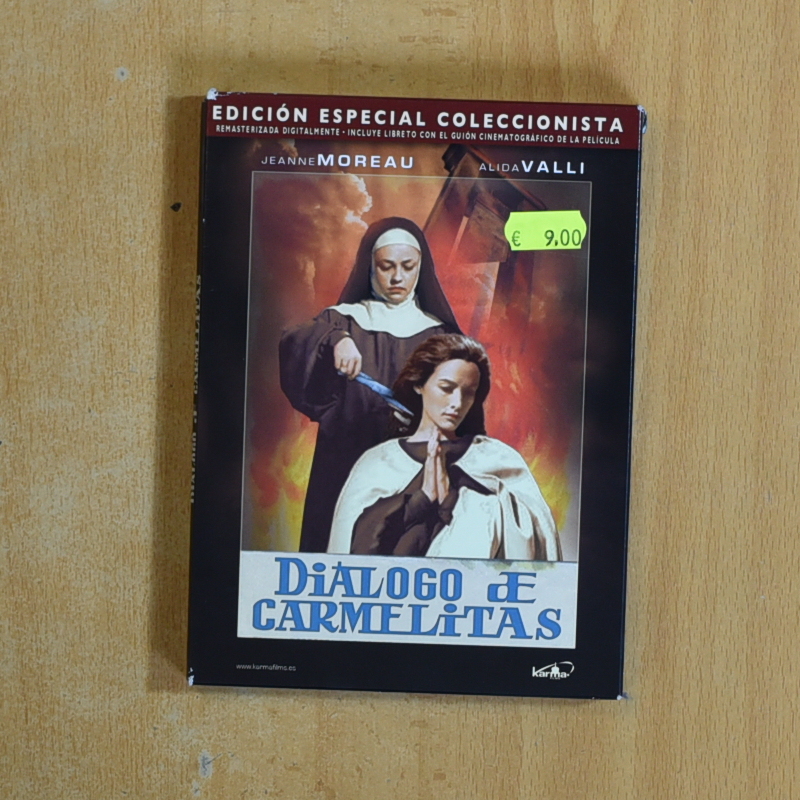 EDICIÓN ESPECIAL COLECCIONISTA
REMASTERIZADA DIGITALMENTE · INCLUYE LIBRETO CON EL GUIÓN CINEMATOGRÁFICO DE LA PELÍCULA
JEANNE MOREAU ALIDA VALLI
€ 9,00
DiALOGO DE
CARMELiTAS
www.karmafilms.es
karma